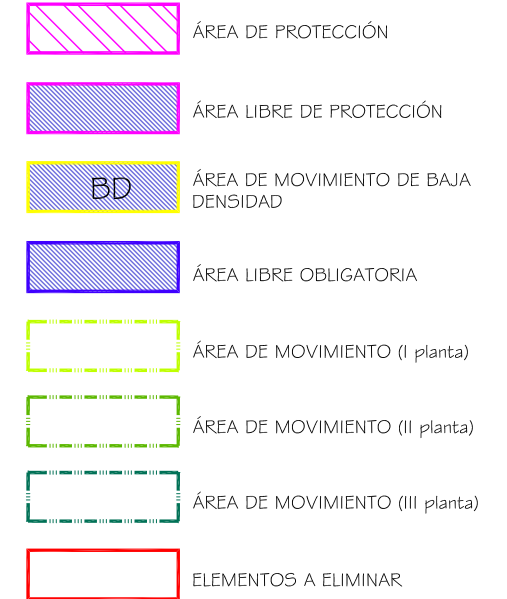 ÁREA DE PROTECCIÓN
ÁREA LIBRE DE PROTECCIÓN
BD
ÁREA DE MOVIMIENTO DE BAJA
DENSIDAD
ÁREA LIBRE OBLIGATORIA
ÁREA DE MOVIMIENTO (I planta)
ÁREA DE MOVIMIENTO (II planta)
ÁREA DE MOVIMIENTO (III planta)
ELEMENTOS A ELIMINAR